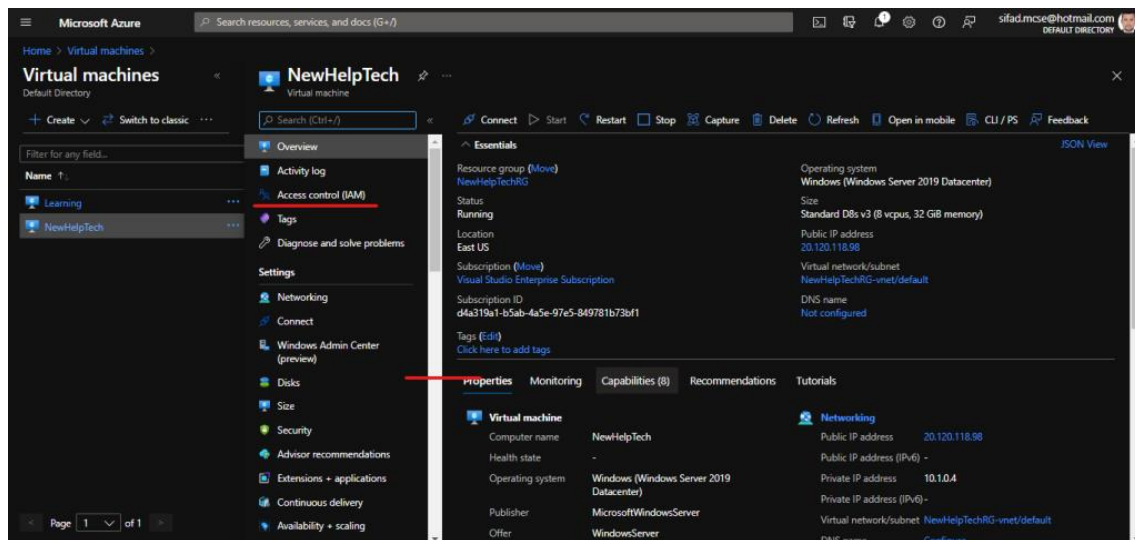 Microsoft Azure
Search resources, services, and docs (G+/)
1
sifad.mcse@hotmail.com
DEFAULT DIRECTORY
Home > Virtual machines >
Virtual machines
Default Directory
+ Create
Switch to classic
Filter for any field...
Name ↑
Learning
NewHelpTech
< Page 1 of 1 >
NewHelpTech
Virtual machine
Search (Ctrl+/)
Overview
Activity log
Access control (IAM)
Tags
Diagnose and solve problems
Settings
Networking
Connect
Windows Admin Center
(preview)
Disks
Size
Security
Advisor recommendations
Extensions + applications
Continuous delivery
Availability + scaling
Connect Start Restart Stop Capture Delete Refresh Open in mobile CLI / PS Feedback
Essentials
JSON View
Resource group (Move)
NewHelpTechRG
Status
Running
Location
East US
Subscription (Move)
Visual Studio Enterprise Subscription
Subscription ID
d4a319a1-b5ab-4a5e-97e5-849781b73bf1
Tags (Edit)
Click here to add tags
Operating system
Windows (Windows Server 2019 Datacenter)
Size
Standard D8s v3 (8 vcpus, 32 GiB memory)
Public IP address
20.120.118.98
Virtual network/subnet
NewHelpTechRG-vnet/default
DNS name
Not configured
Properties Monitoring Capabilities (8) Recommendations Tutorials
Virtual machine
Computer name NewHelpTech
Health state -
Operating system Windows (Windows Server 2019
Datacenter)
Publisher MicrosoftWindowsServer
Offer WindowsServer
Networking
Public IP address 20.120.118.98
Public IP address (IPv6) -
Private IP address 10.1.0.4
Private IP address (IPv6) -
Virtual network/subnet NewHelpTechRG-vnet/default
DNS name Configure